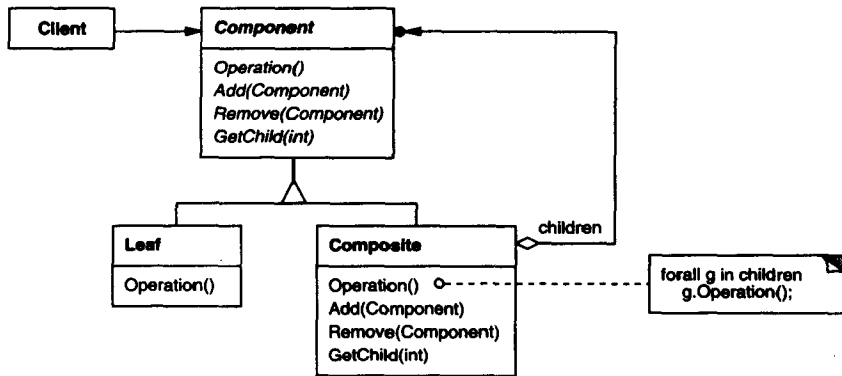 Client
Component
Operation()
Add(Component)
Remove(Component)
GetChild(int)
Leaf
Operation()
Composite
Operation()
Add(Component)
Remove(Component)
GetChild(int)
children
forall g in children
g.Operation();